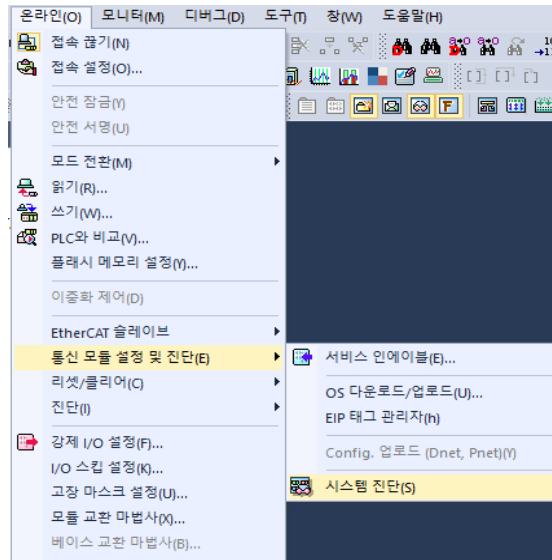 온라인(O) 모니터(M) 디버그(D) 도구(T) 창(W) 도움말(H)
접속 끊기(N)
접속 설정(O)...
안전 잠금(Y)
안전 서명(U)
모드 전환(M)
읽기(R)...
쓰기(W)...
PLC와 비교(V)...
플래시 메모리 설정(Y)...
이중화 제어(D)
EtherCAT 슬레이브
통신 모듈 설정 및 진단(E)
서비스 인에이블(E)...
리셋/클리어(C)
OS 다운로드/업로드(U)...
진단(I)
EIP 태그 관리자(h)
강제 I/O 설정(F)...
Config. 업로드 (Dnet, Pnet)(Y)
I/O 스킵 설정(K)...
시스템 진단(S)
고장 마스크 설정(U)...
모듈 교환 마법사(X)...
베이스 교환 마법사(B)...